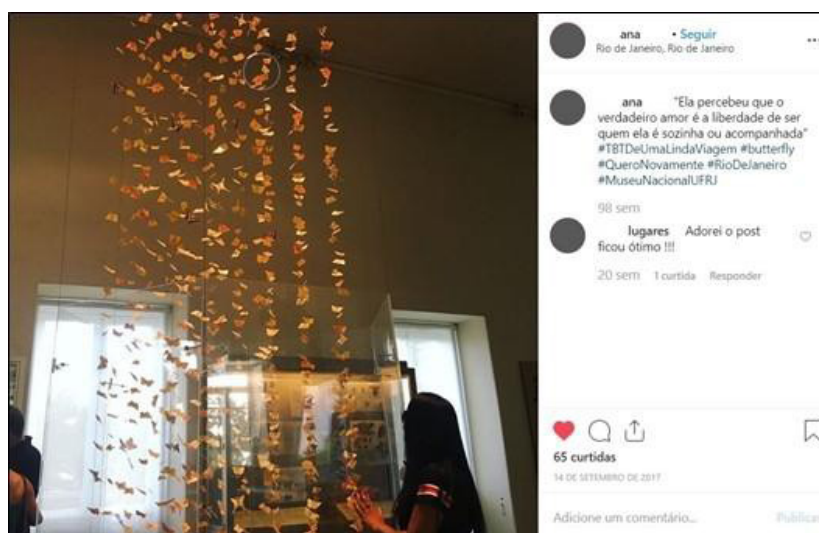 ana • Seguir
Rio de Janeiro, Rio de Janeiro
ana "Ela percebeu que o
verdadeiro amor é a liberdade de ser
quem ela é sozinha ou acompanhada"
#TBTDeUmaLindaViagem #butterfly
#QueroNovamente #RioDeJaneiro
#MuseuNacionalUFRJ
98 sem
lugares Adorei o post
ficou ótimo !!!
20 sem 1 curtida Responder
65 curtidas
14 DE SETEMBRO DE 2017
Adicione um comentário... Publicar